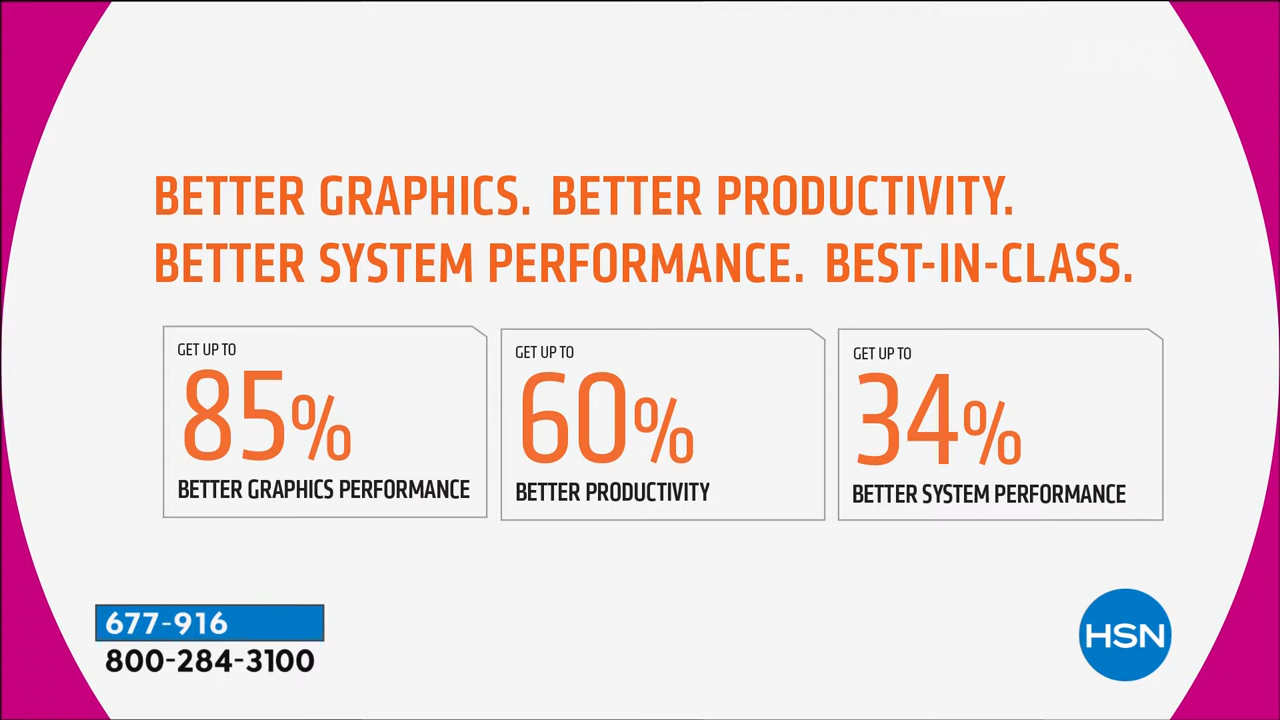 BETTER GRAPHICS. BETTER PRODUCTIVITY.
BETTER SYSTEM PERFORMANCE. BEST-IN-CLASS.
GET UP TO
85%
BETTER GRAPHICS PERFORMANCE
GET UP TO
60%
BETTER PRODUCTIVITY
GET UP TO
34%
BETTER SYSTEM PERFORMANCE
677-916
800-284-3100
HSN